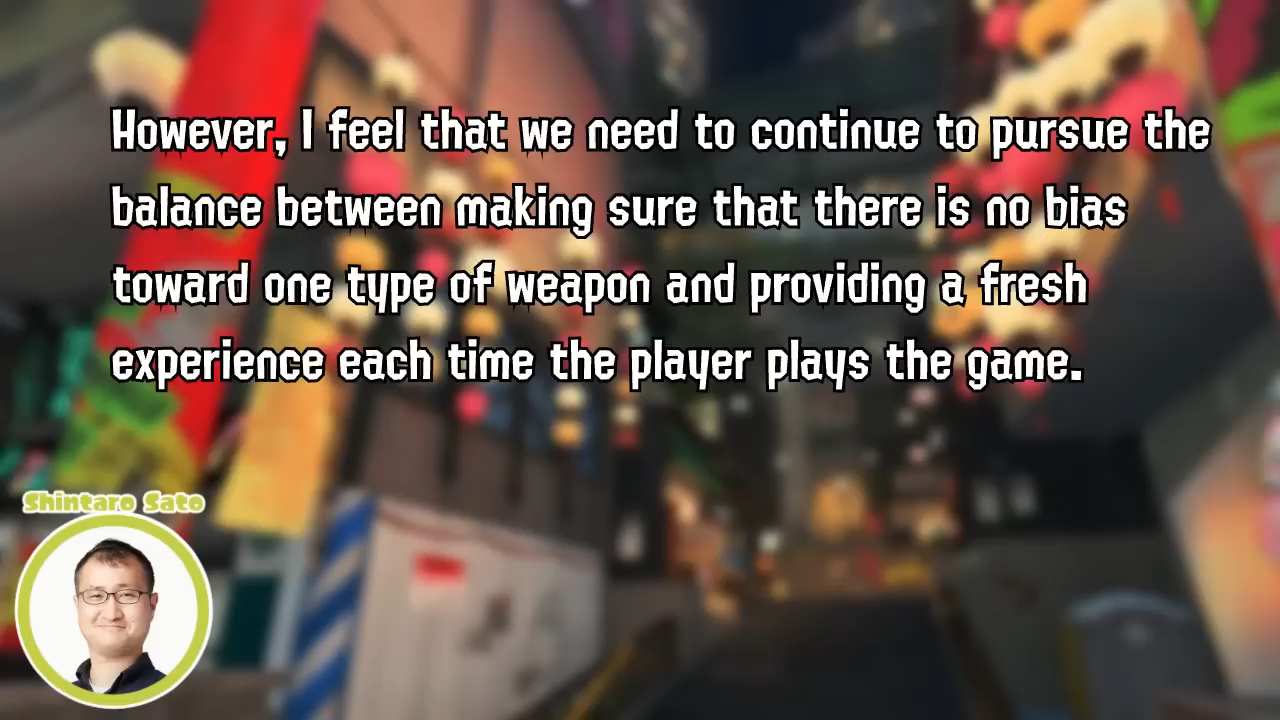 However, I feel that we need to continue to pursue the
balance between making sure that there is no bias
toward one type of weapon and providing a fresh
experience each time the player plays the game.
Shintaro Sato